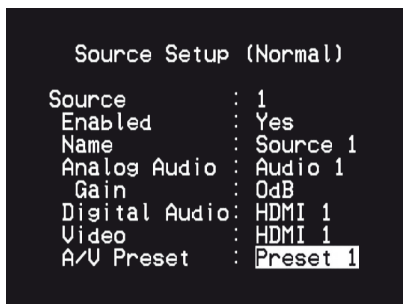 Source Setup (Normal)
Source : 1
Enabled : Yes
Name : Source 1
Analog Audio : Audio 1
Gain : 0dB
Digital Audio: HDMI 1
Video : HDMI 1
A/V Preset : Preset 1